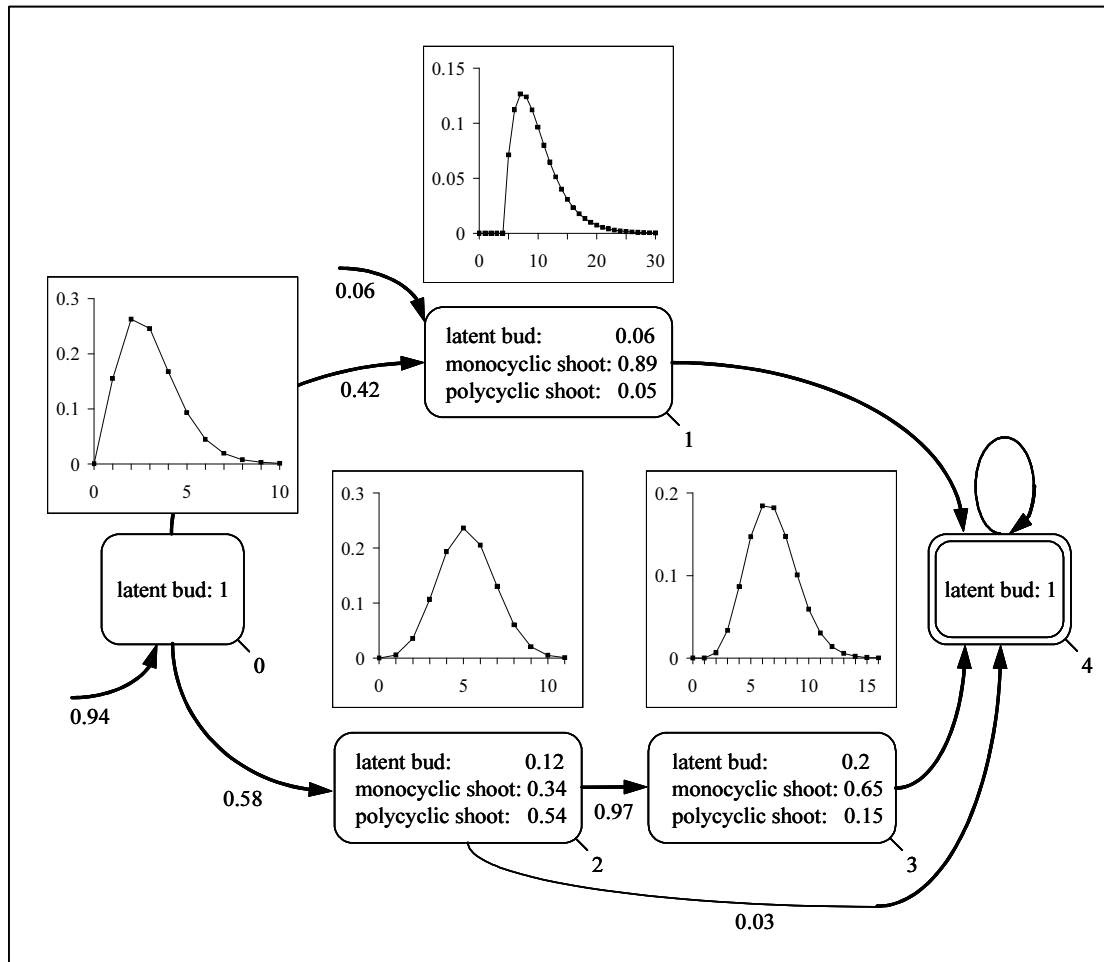 0.15
0.1
0.05
0
0 10 20 30
0.06
latent bud: 0.06
monocyclic shoot: 0.89
polycyclic shoot: 0.05
1
0.3
0.2
0.1
0
0 5 10
0.42
latent bud: 1
0
0.94
0.58
0.3
0.2
0.1
0
0 5 10
latent bud: 0.12
monocyclic shoot: 0.34
polycyclic shoot: 0.54
2
0.97
0.2
0.1
0
0 5 10 15
latent bud: 0.2
monocyclic shoot: 0.65
polycyclic shoot: 0.15
3
0.03
latent bud: 1
4